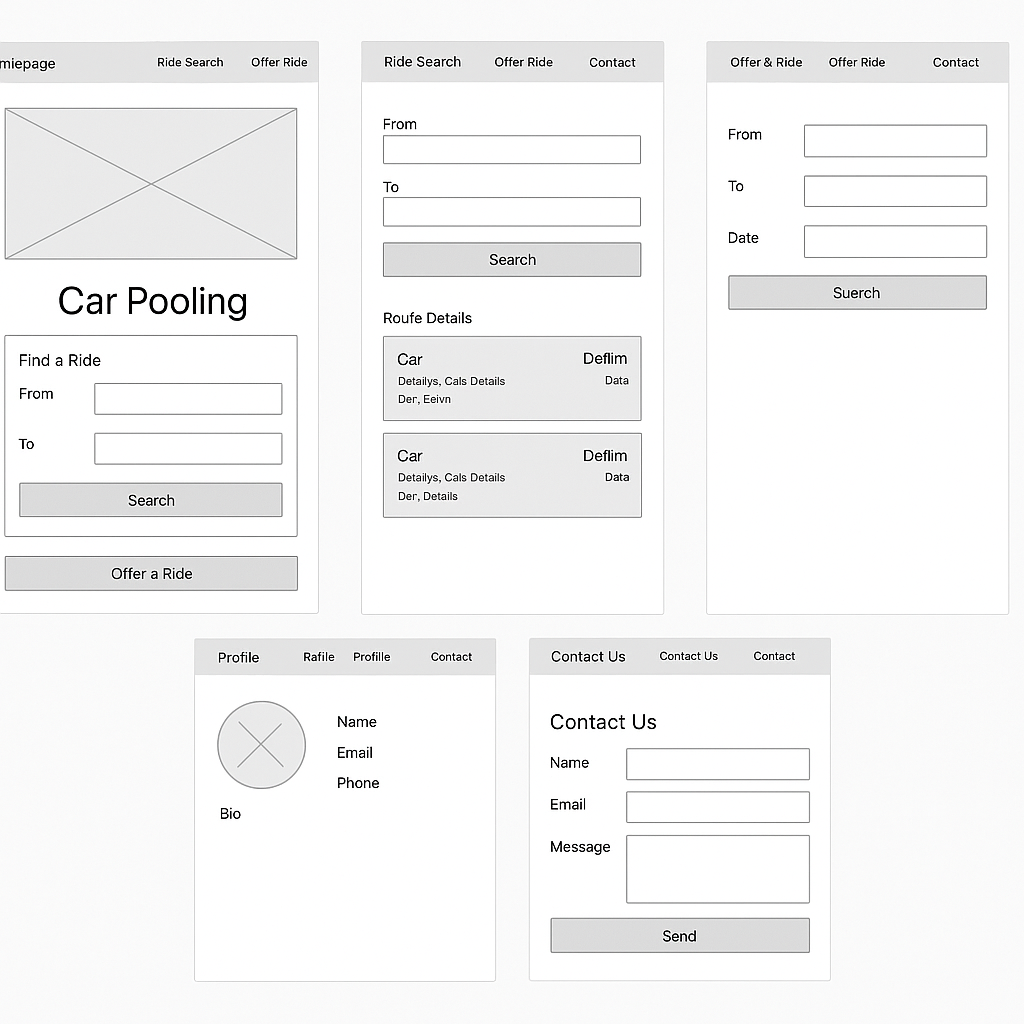 miepage Ride Search Offer Ride
Car Pooling
Find a Ride
From
To
Search
Offer a Ride
Ride Search Offer Ride Contact
From
To
Search
Roufe Details
Car Deflim
Detailys, Cals Details Data
Der, Eeivn
Car Deflim
Detailys, Cals Details Data
Der, Details
Offer & Ride Offer Ride Contact
From
To
Date
Suerch
Profile Rafile Profille Contact
Name
Email
Phone
Bio
Contact Us Contact Us Contact
Contact Us
Name
Email
Message
Send